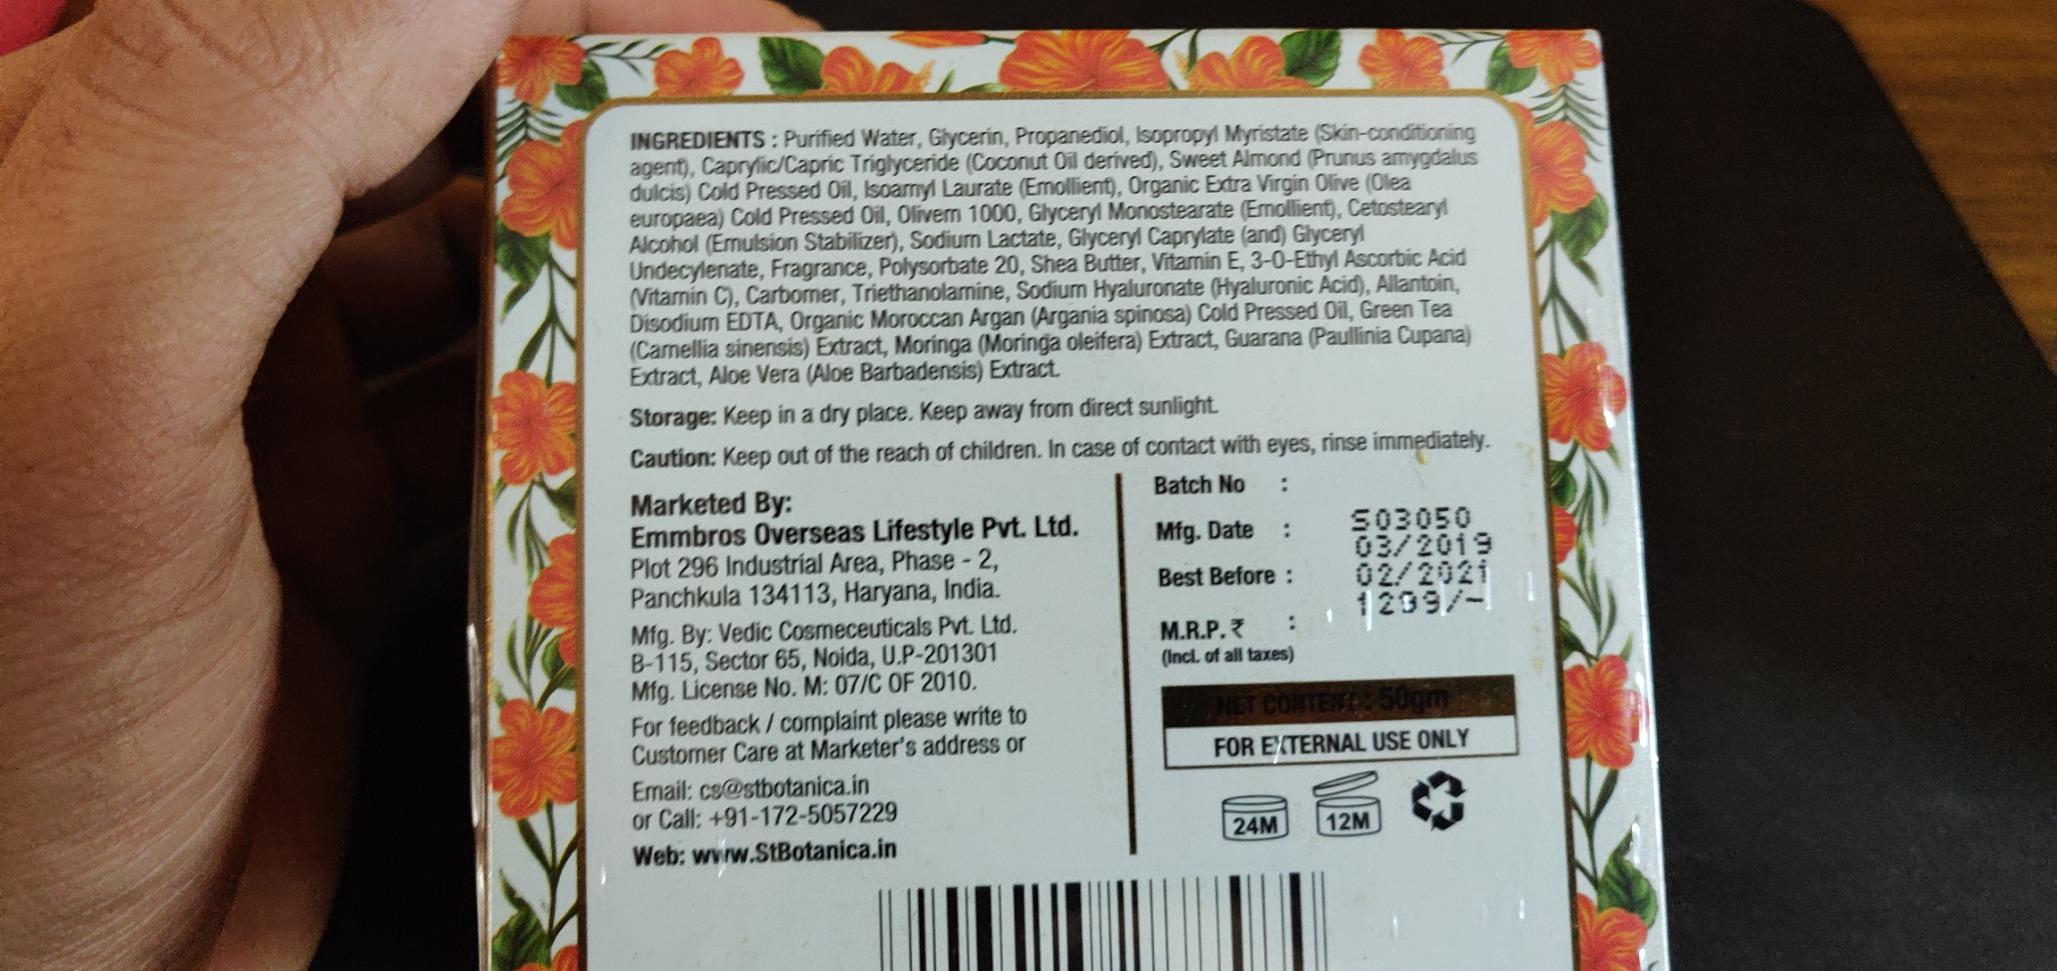 INGREDIENTS : Purified Water, Glycerin, Propanediol, Isopropyl Myristate (Skin-conditioning
agent), Caprylic/Capric Triglyceride (Coconut Oil derived), Sweet Almond (Prunus amygdalus
dulcis) Cold Pressed Oil, Isoamyl Laurate (Emollient), Organic Extra Virgin Olive (Olea
europaea) Cold Pressed Oil, Olivem 1000, Glyceryl Monostearate (Emollient), Cetostearyl
Alcohol (Emulsion Stabilizer), Sodium Lactate, Glyceryl Caprylate (and) Glyceryl
Undecylenate, Fragrance, Polysorbate 20, Shea Butter, Vitamin E, 3-O-Ethyl Ascorbic Acid
(Vitamin C), Carbomer, Triethanolamine, Sodium Hyaluronate (Hyaluronic Acid), Allantoin,
Disodium EDTA, Organic Moroccan Argan (Argania spinosa) Cold Pressed Oil, Green Tea
(Camellia sinensis) Extract, Moringa (Moringa oleifera) Extract, Guarana (Paullinia Cupana)
Extract, Aloe Vera (Aloe Barbadensis) Extract.
Storage: Keep in a dry place. Keep away from direct sunlight.
Caution: Keep out of the reach of children. In case of contact with eyes, rinse immediately.
Marketed By:
Emmbros Overseas Lifestyle Pvt. Ltd.
Plot 296 Industrial Area, Phase - 2,
Panchkula 134113, Haryana, India.
Mfg. By: Vedic Cosmeceuticals Pvt. Ltd.
B-115, Sector 65, Noida, U.P-201301
Mfg. License No. M: 07/C OF 2010.
For feedback / complaint please write to
Customer Care at Marketer's address or
Email: cs@stbotanica.in
or Call: +91-172-5057229
Web: www.StBotanica.in
Batch No : S03050
Mfg. Date : 03/2019
Best Before : 02/2021
M.R.P. ₹ : 1299/-
(Incl. of all taxes)
NET CONTENT : 50gm
FOR EXTERNAL USE ONLY
24M 12M